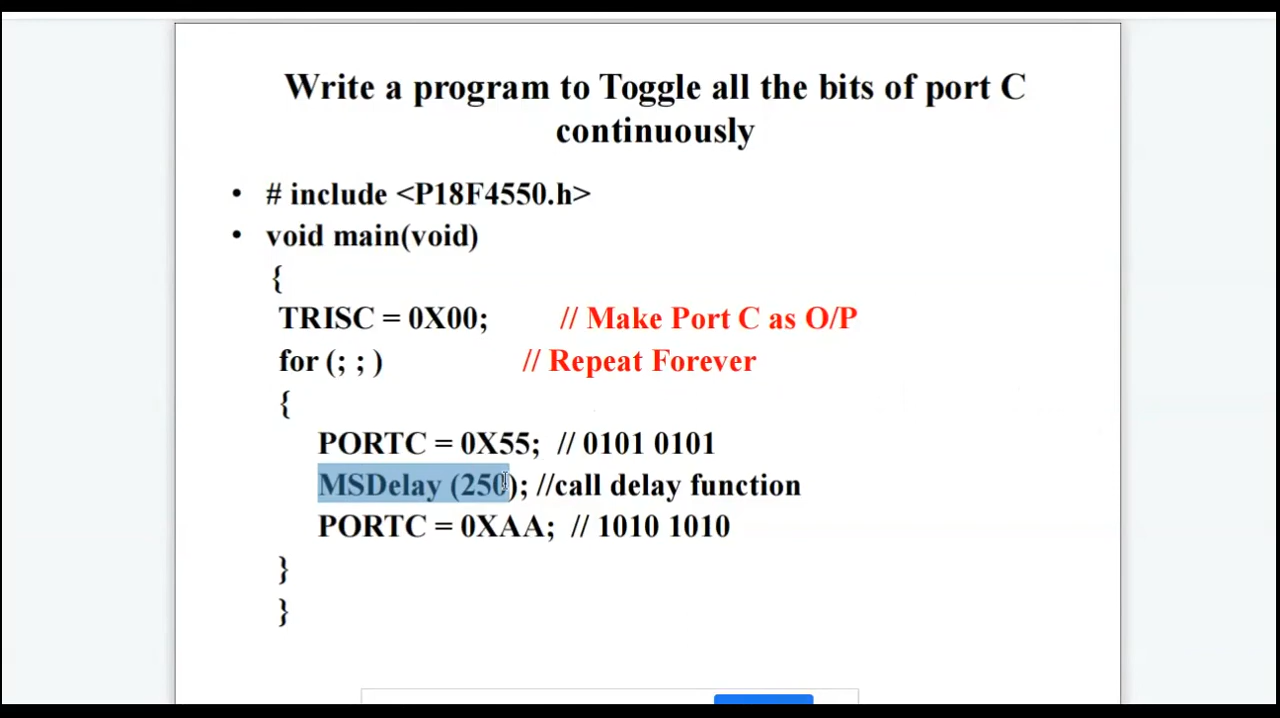 Write a program to Toggle all the bits of port C
continuously
• # include <P18F4550.h>
• void main(void)
{
TRISC = 0X00; // Make Port C as O/P
for (; ; ) // Repeat Forever
{
PORTC = 0X55; // 0101 0101
MSDelay (250); //call delay function
PORTC = 0XAA; // 1010 1010
}
}